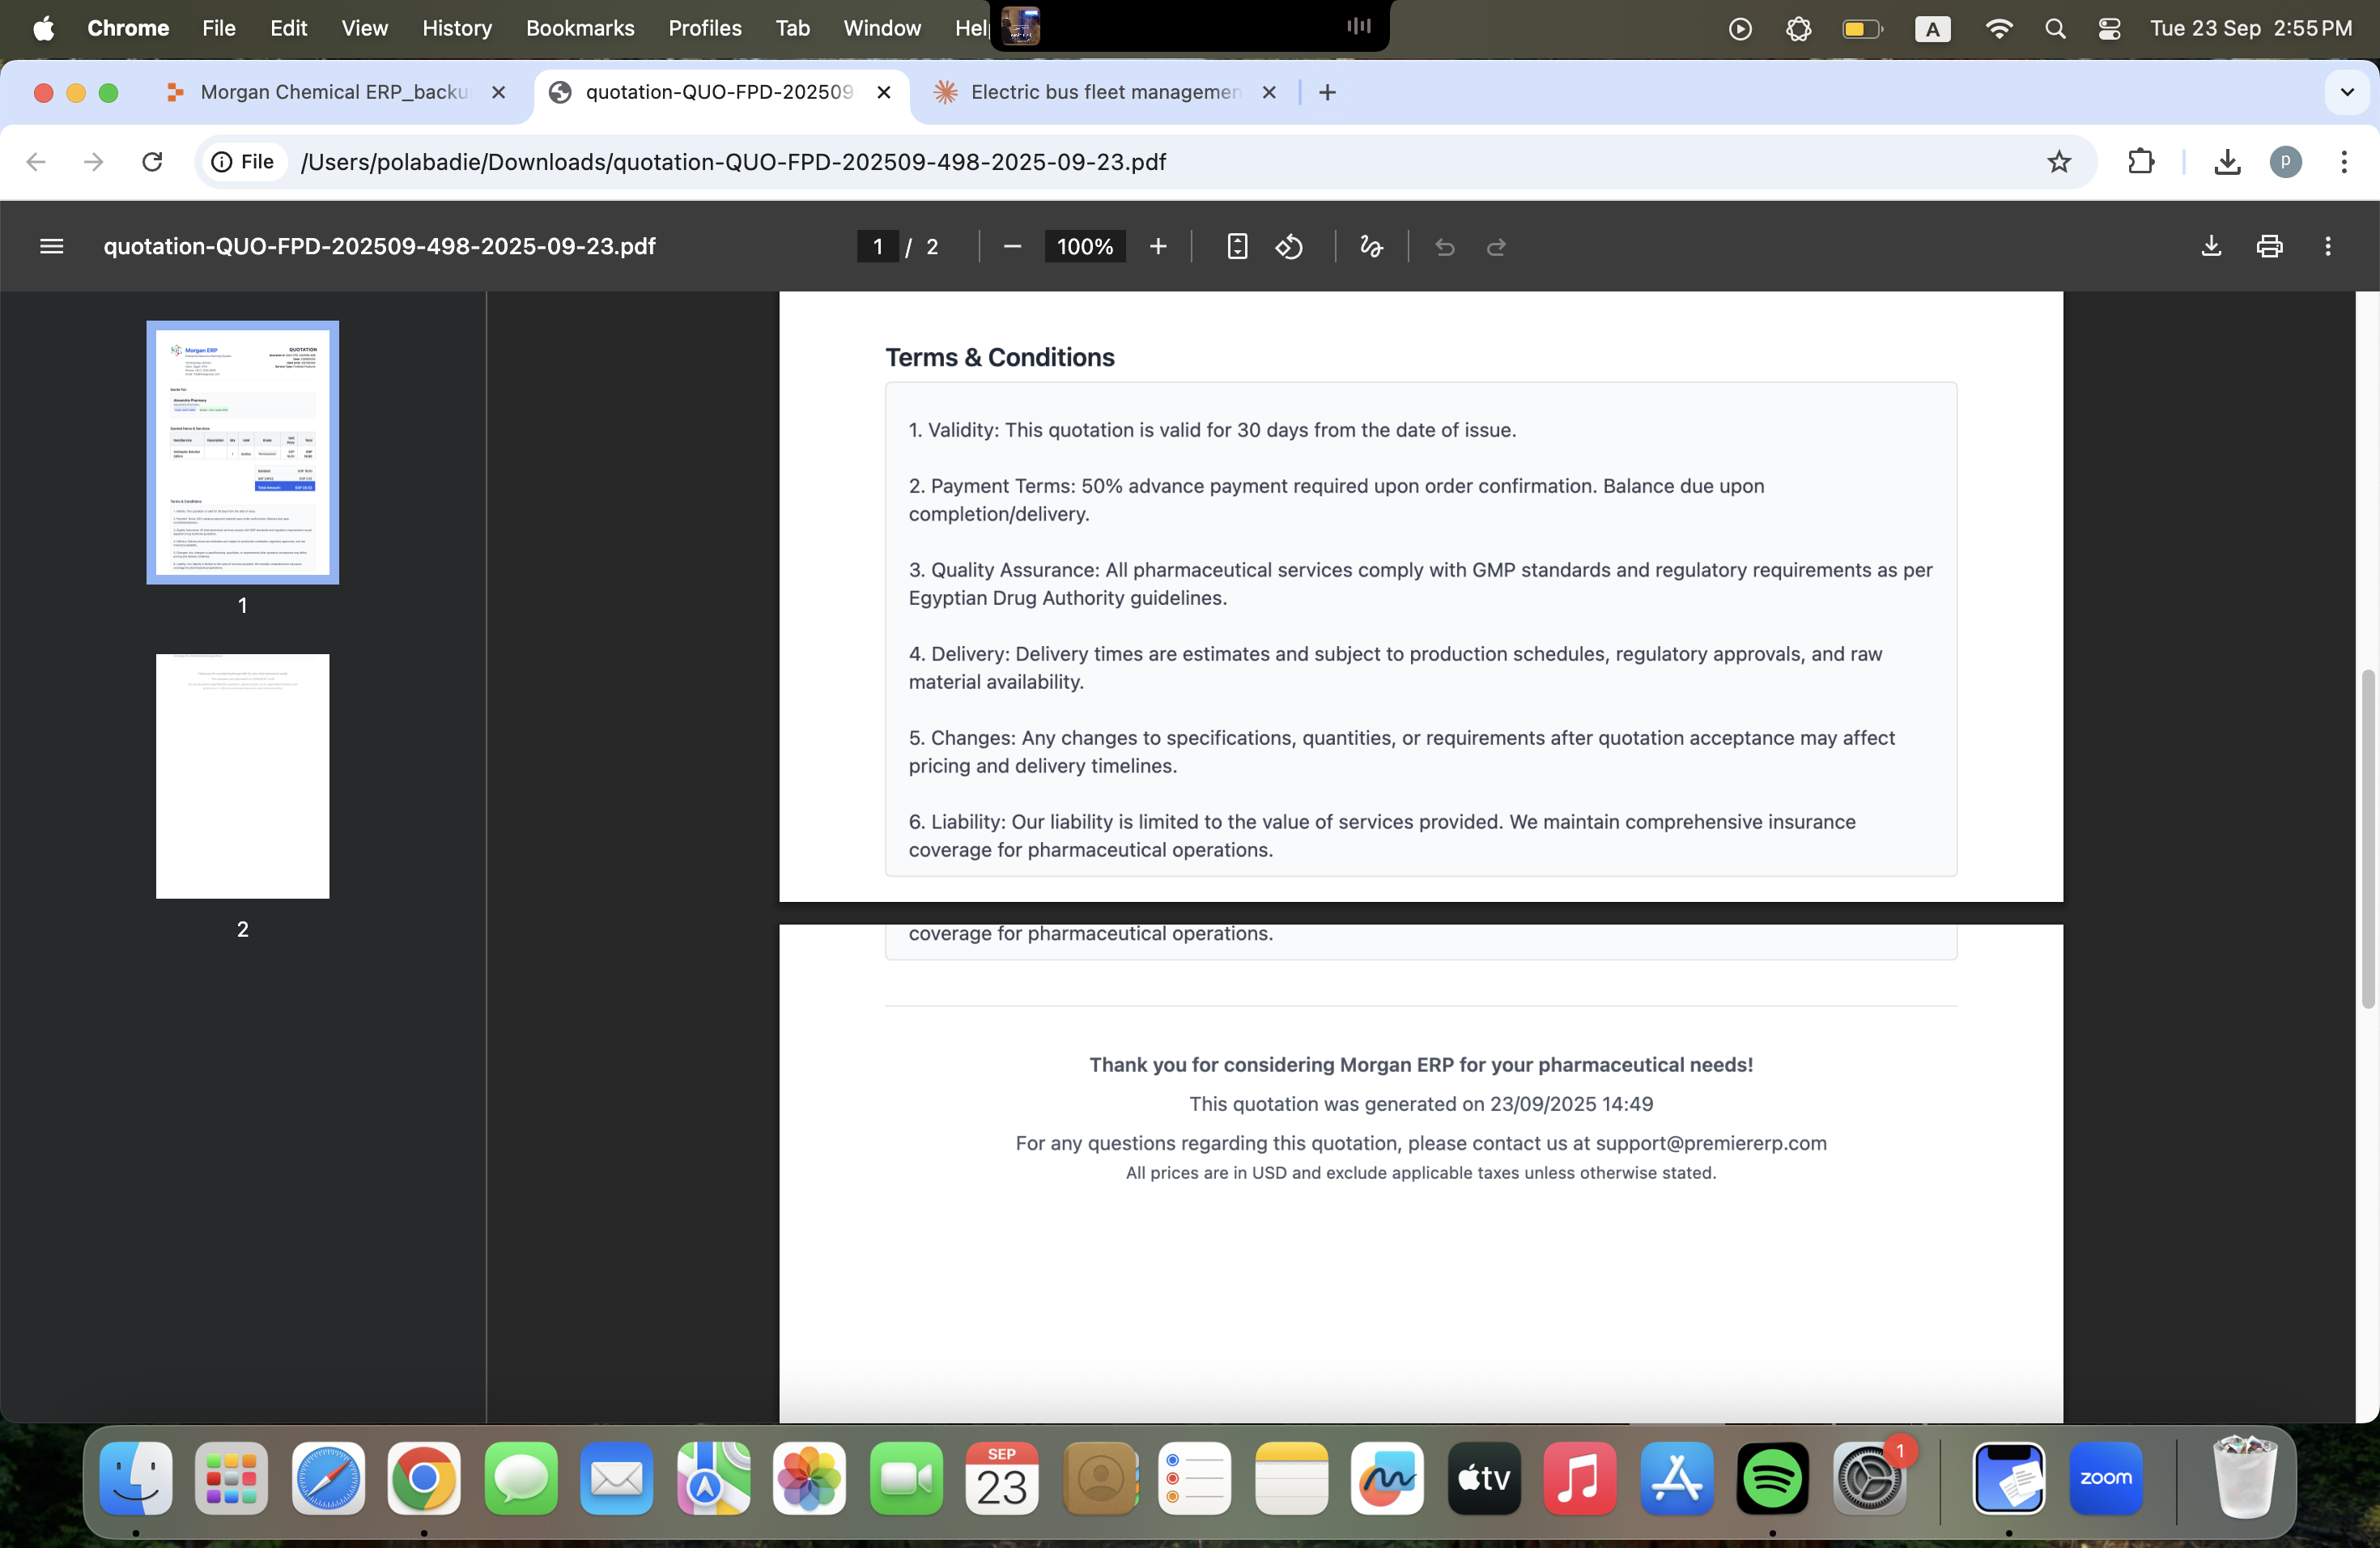 Chrome File Edit View History Bookmarks Profiles Tab Window Hel
A Tue 23 Sep 2:55 PM
Morgan Chemical ERP_backu
quotation-QUO-FPD-202509
Electric bus fleet managemen
File /Users/polabadie/Downloads/quotation-QUO-FPD-202509-498-2025-09-23.pdf
p
quotation-QUO-FPD-202509-498-2025-09-23.pdf
1 / 2
100%
Morgan ERP
QUOTATION
Alexandria Pharmacy
Terms & Conditions
1
2
Terms & Conditions
1. Validity: This quotation is valid for 30 days from the date of issue.
2. Payment Terms: 50% advance payment required upon order confirmation. Balance due upon
completion/delivery.
3. Quality Assurance: All pharmaceutical services comply with GMP standards and regulatory requirements as per
Egyptian Drug Authority guidelines.
4. Delivery: Delivery times are estimates and subject to production schedules, regulatory approvals, and raw
material availability.
5. Changes: Any changes to specifications, quantities, or requirements after quotation acceptance may affect
pricing and delivery timelines.
6. Liability: Our liability is limited to the value of services provided. We maintain comprehensive insurance
coverage for pharmaceutical operations.
coverage for pharmaceutical operations.
Thank you for considering Morgan ERP for your pharmaceutical needs!
This quotation was generated on 23/09/2025 14:49
For any questions regarding this quotation, please contact us at support@premiererp.com
All prices are in USD and exclude applicable taxes unless otherwise stated.
SEP
23
tv
1
zoom